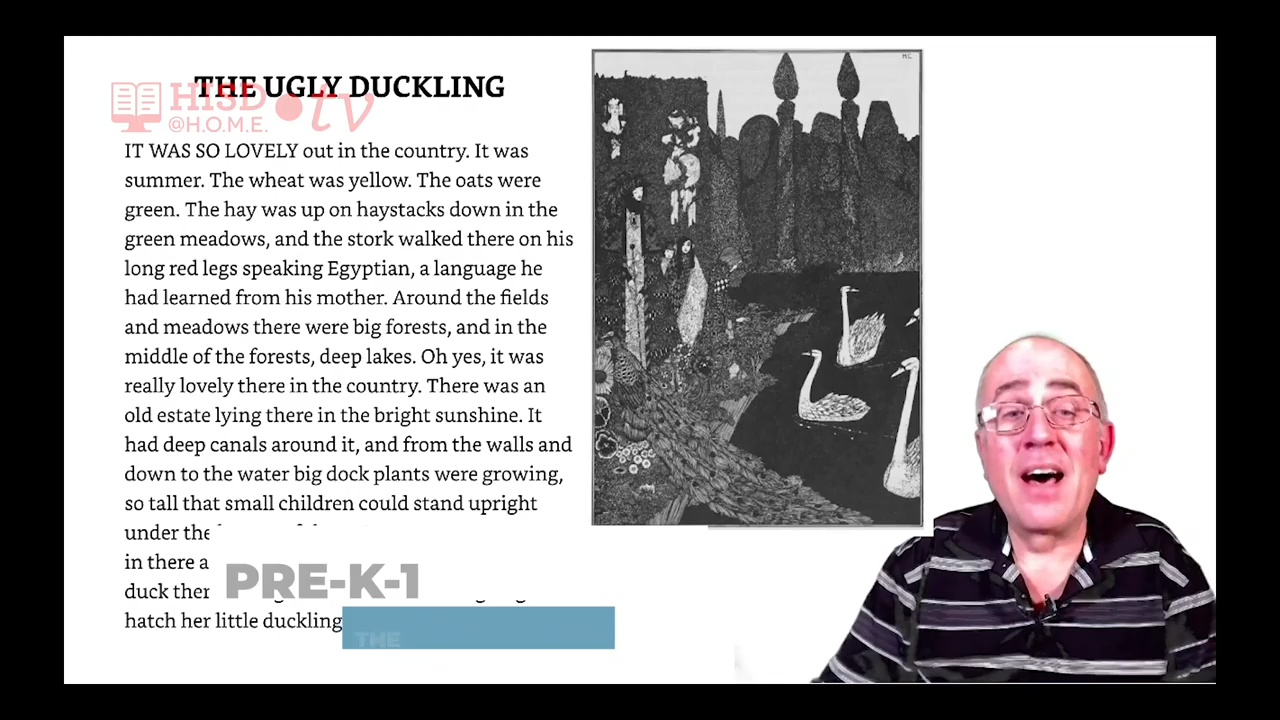 THE UGLY DUCKLING
HISD tv
@H.O.M.E.
IT WAS SO LOVELY out in the country. It was
summer. The wheat was yellow. The oats were
green. The hay was up on haystacks down in the
green meadows, and the stork walked there on his
long red legs speaking Egyptian, a language he
had learned from his mother. Around the fields
and meadows there were big forests, and in the
middle of the forests, deep lakes. Oh yes, it was
really lovely there in the country. There was an
old estate lying there in the bright sunshine. It
had deep canals around it, and from the walls and
down to the water big dock plants were growing,
so tall that small children could stand upright
under the
in there a
duck
PRE-K-1
hatch her little duckling
THE